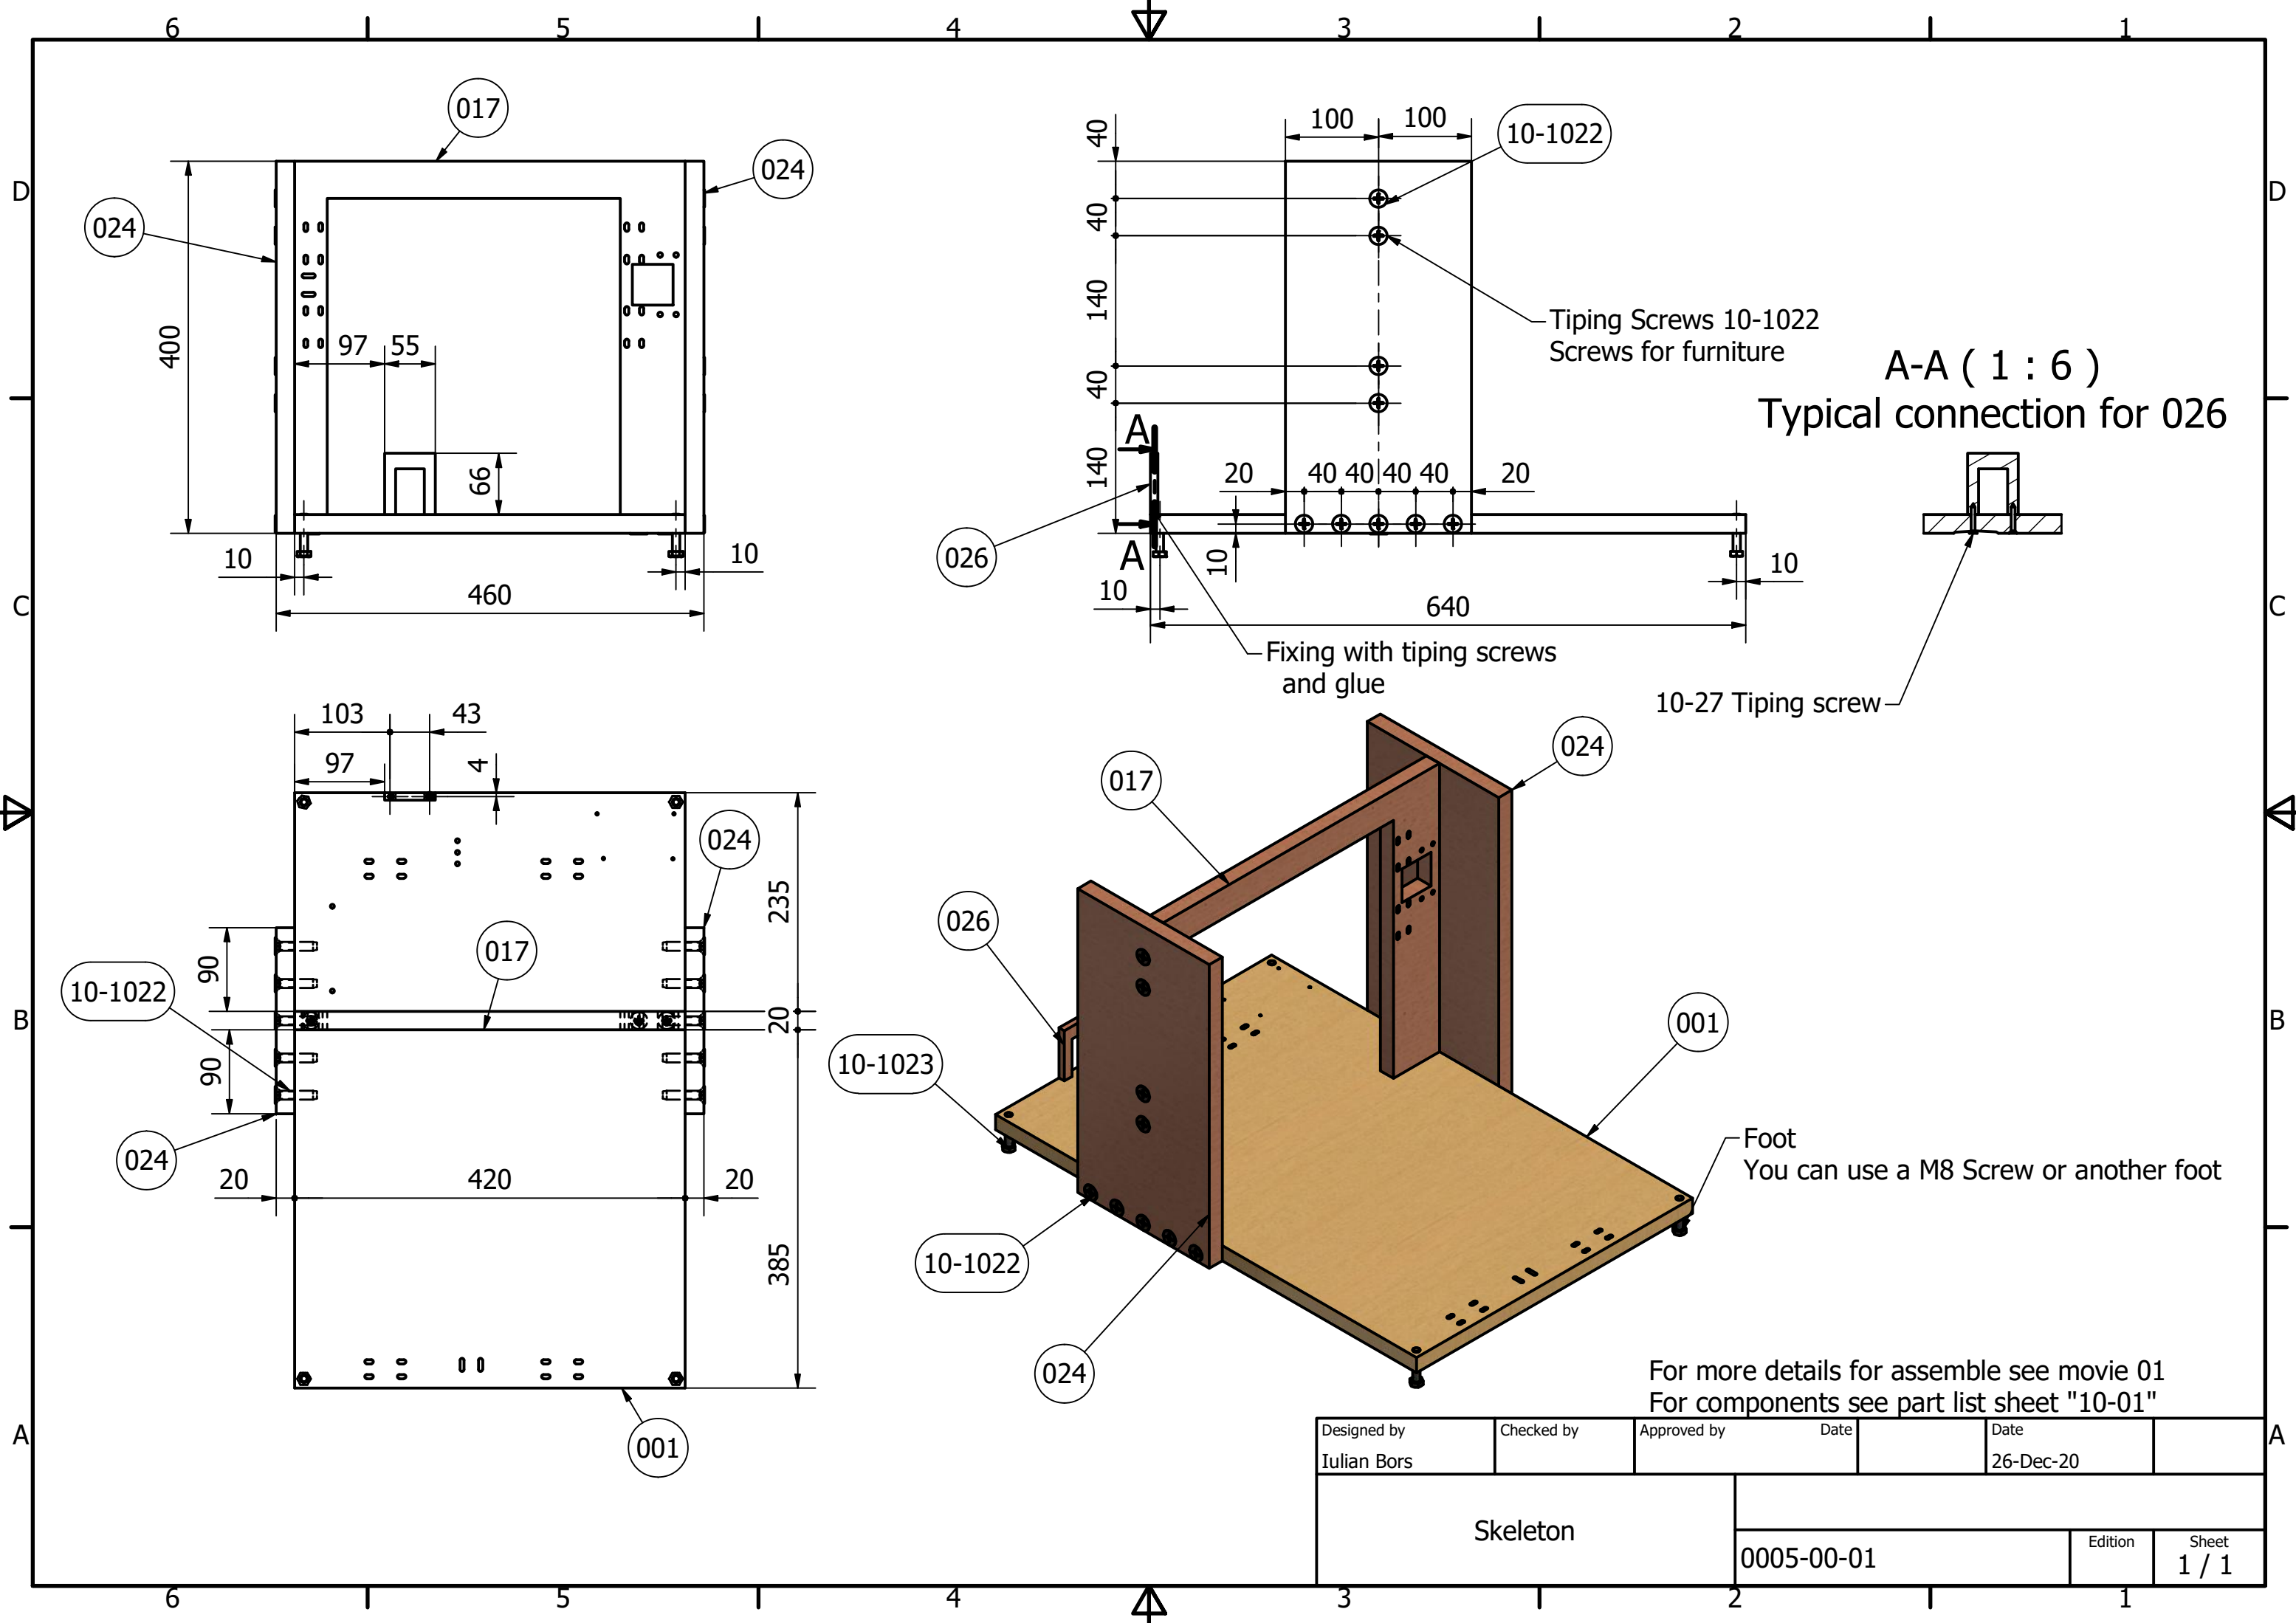 6 5 4 3 2 1
D D
C C
B B
A A
017
024
024
400
97 55
66
10
10
460
40
100 100
10-1022
40
140
40
140
Tiping Screws 10-1022
Screws for furniture
A
A
20 40 40 40 40 20
026
10
10
10
640
Fixing with tiping screws
and glue
A-A ( 1 : 6 )
Typical connection for 026
10-27 Tiping screw
103 43
97
4
024
235
90
017
10-1022
20
90
024
20 420 20
385
001
017
024
026
10-1023
001
Foot
You can use a M8 Screw or another foot
10-1022
024
For more details for assemble see movie 01
For components see part list sheet "10-01"
Designed by Checked by Approved by Date Date
Iulian Bors 26-Dec-20
Skeleton
0005-00-01
Edition Sheet
1 / 1
6 5 4 3 2 1